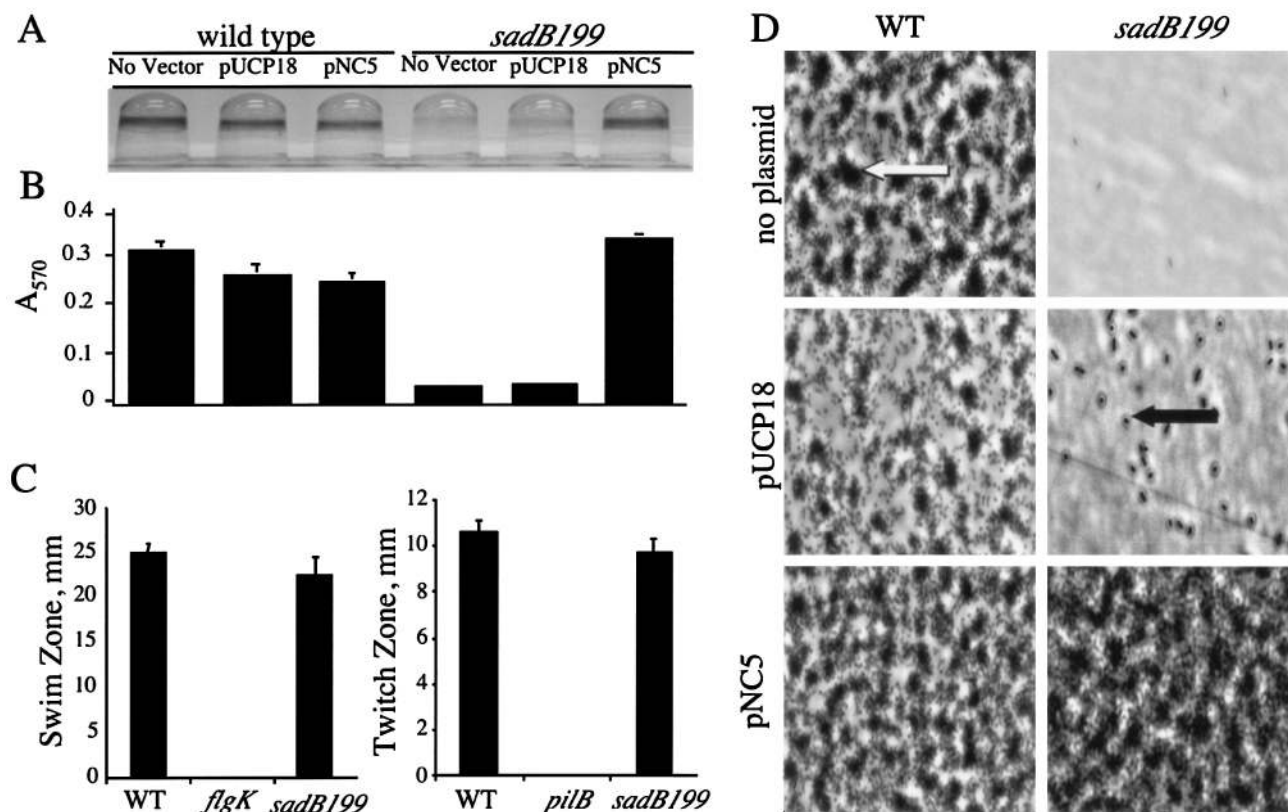 A
wild type
sadB199
No Vector
pUCP18
pNC5
No Vector
pUCP18
pNC5
B
A570
0.4
0.3
0.2
0.1
0
C
Swim Zone, mm
30
25
20
15
10
5
0
WT
flgK
sadB199
Twitch Zone, mm
12
10
8
6
4
2
0
WT
pilB
sadB199
D
WT
sadB199
no plasmid
pUCP18
pNC5